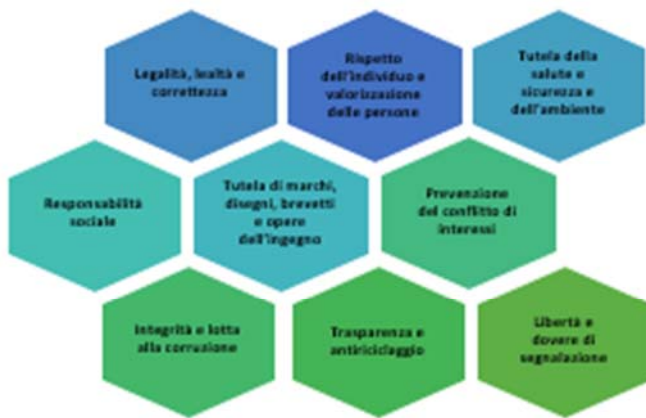 Legalità, lealtà e
correttezza
Rispetto
dell'individuo e
valorizzazione
delle persone
Tutela della
salute e
sicurezza e
dell'ambiente
Responsabilità
sociale
Tutela di marchi,
disegni, brevetti
e opere
dell'ingegno
Prevenzione
del conflitto di
interessi
Integrità e lotta
alla corruzione
Trasparenza e
antiriciclaggio
Libertà e
dovere di
segnalazione